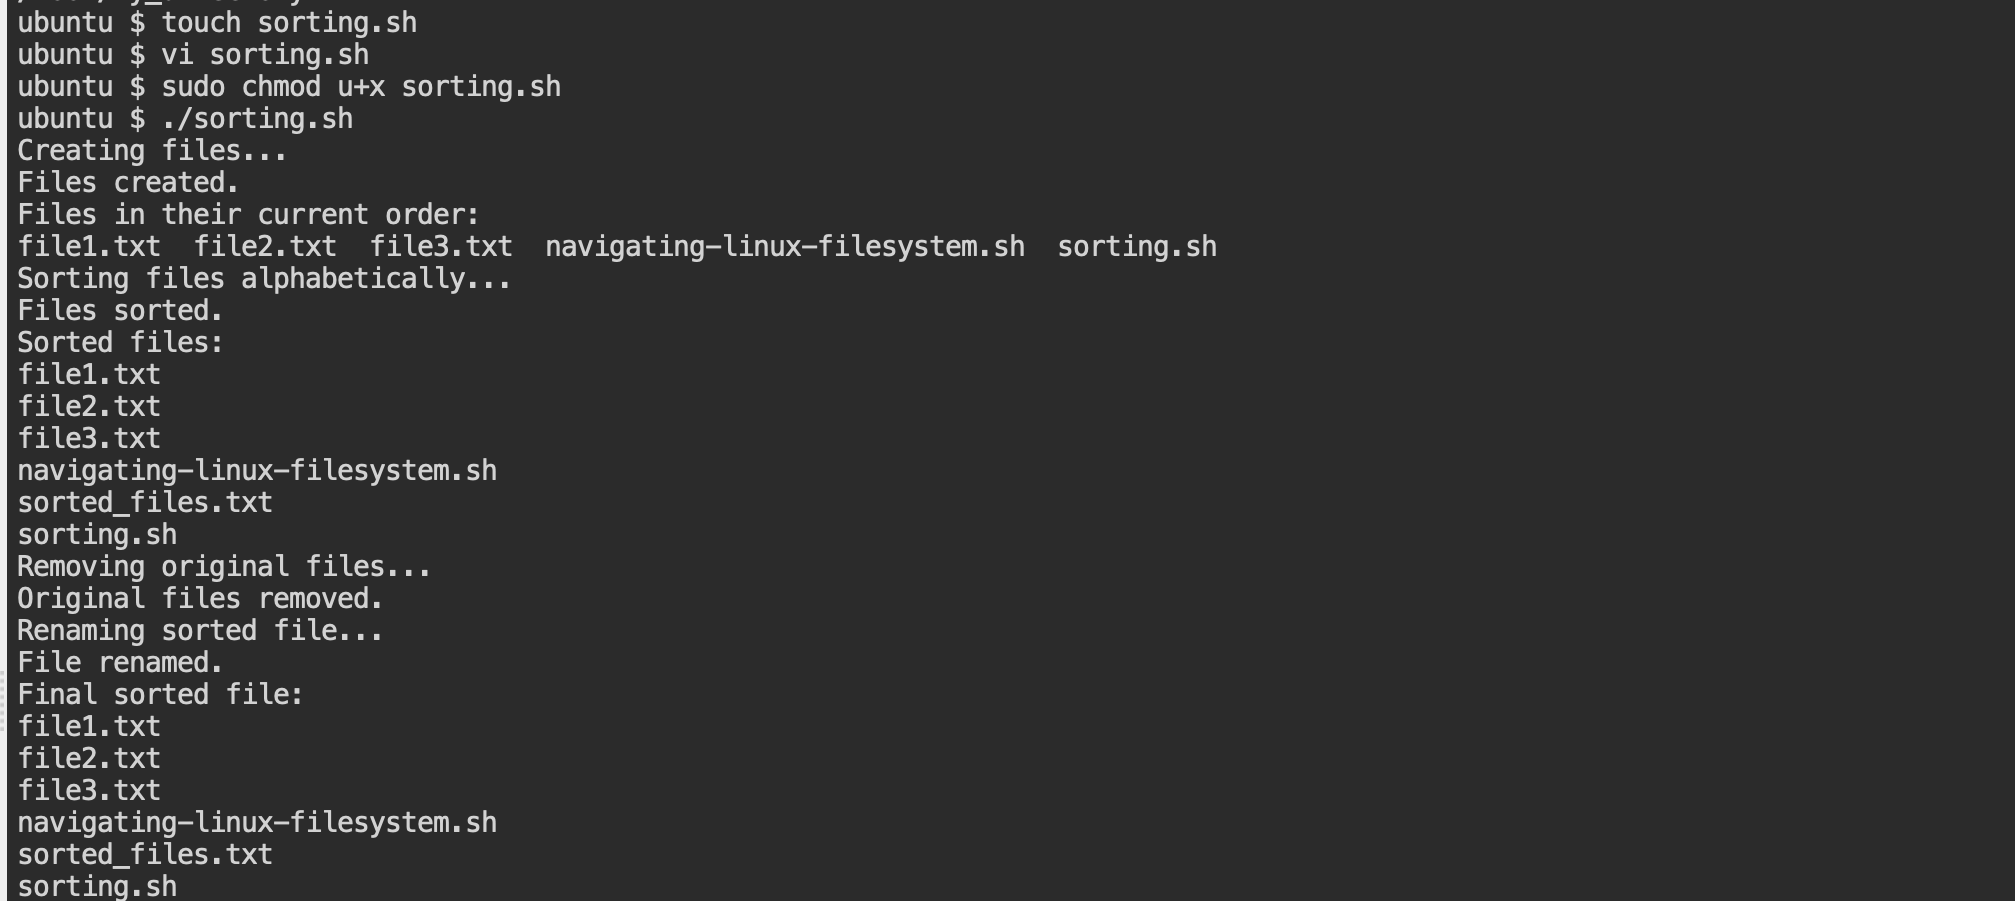 ubuntu $ touch sorting.sh
ubuntu $ vi sorting.sh
ubuntu $ sudo chmod u+x sorting.sh
ubuntu $ ./sorting.sh
Creating files...
Files created.
Files in their current order:
file1.txt  file2.txt  file3.txt  navigating-linux-filesystem.sh  sorting.sh
Sorting files alphabetically...
Files sorted.
Sorted files:
file1.txt
file2.txt
file3.txt
navigating-linux-filesystem.sh
sorted_files.txt
sorting.sh
Removing original files...
Original files removed.
Renaming sorted file...
File renamed.
Final sorted file:
file1.txt
file2.txt
file3.txt
navigating-linux-filesystem.sh
sorted_files.txt
sorting.sh